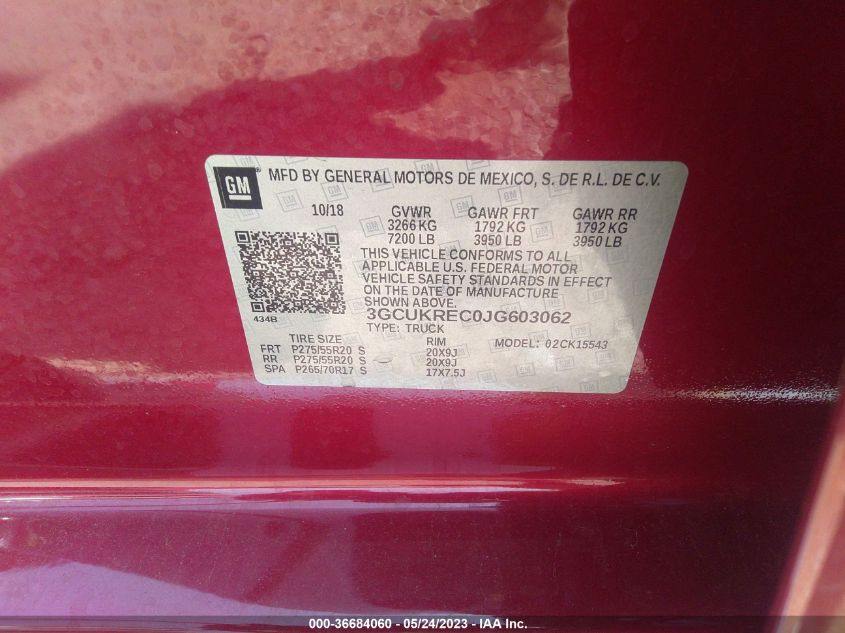 GM MFD BY GENERAL MOTORS DE MEXICO, S. DE R.L. DE C.V.
10/18 GVWR GAWR FRT GAWR RR
3266 KG 1792 KG 1792 KG
7200 LB 3950 LB 3950 LB
THIS VEHICLE CONFORMS TO ALL
APPLICABLE U.S. FEDERAL MOTOR
VEHICLE SAFETY STANDARDS IN EFFECT
ON THE DATE OF MANUFACTURE
SHOWN ABOVE.
434B 3GCUKREC0JG603062
TYPE: TRUCK
TIRE SIZE RIM MODEL: 02CK15543
FRT P275/55R20 S 20X9J
RR P275/55R20 S 20X9J
SPA P265/70R17 S 17X7.5J
000-36684060 - 05/24/2023 - IAA Inc.